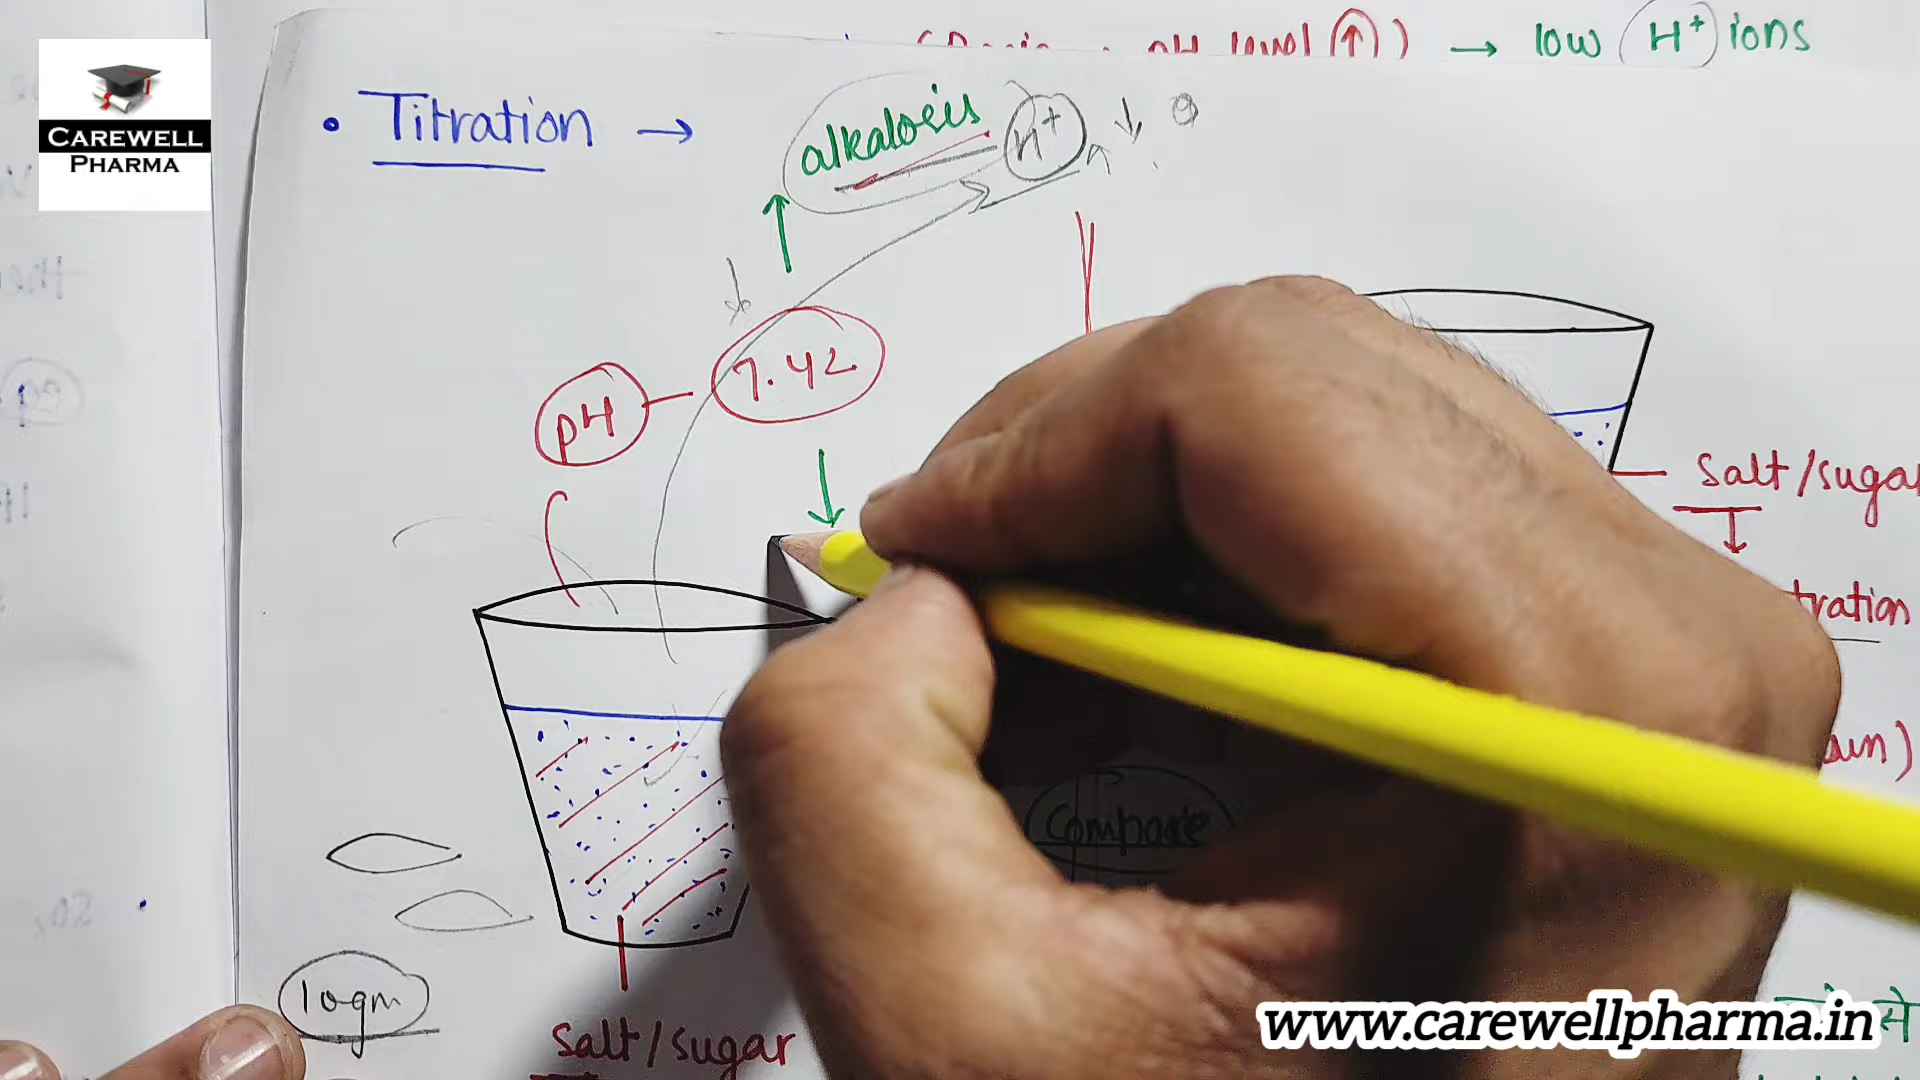 pH level (↑) ) → low H⁺ ions
CAREWELL
PHARMA
• Titration →
alkalosis H⁺ ↓
↑
pH — 7.42
Salt/sugar
tration
Compare
10gm
Salt/sugar
www.carewellpharma.in